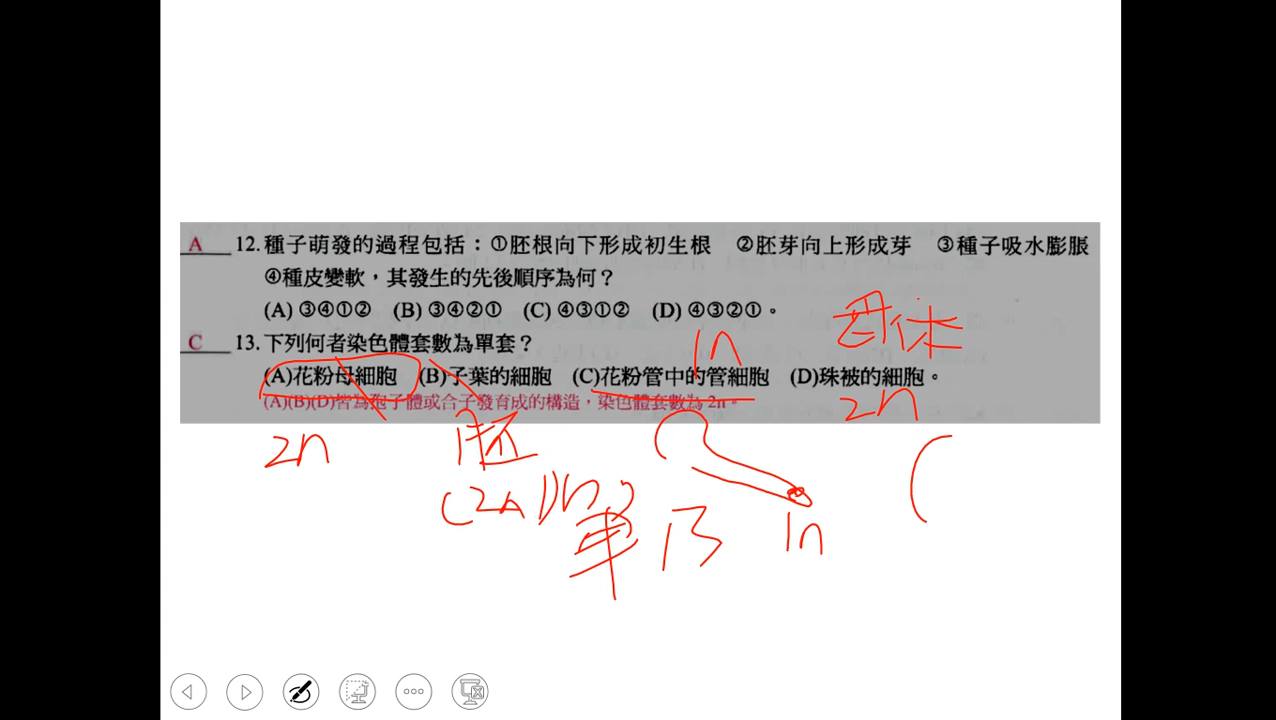 A 12.種子萌發的過程包括：①胚根向下形成初生根 ②胚芽向上形成芽 ③種子吸水膨脹
④種皮變軟，其發生的先後順序為何？
(A) ③④①② (B) ③④②① (C) ④③①② (D) ④③②①。
母体
C 13.下列何者染色體套數為單套？
1n
(A)花粉母細胞 (B)子葉的細胞 (C)花粉管中的管細胞 (D)珠被的細胞。
(A)(B)(D)皆為孢子體或合子發育成的構造，染色體套數為 2n。
2n
2n
胚
(2n)
1n
單